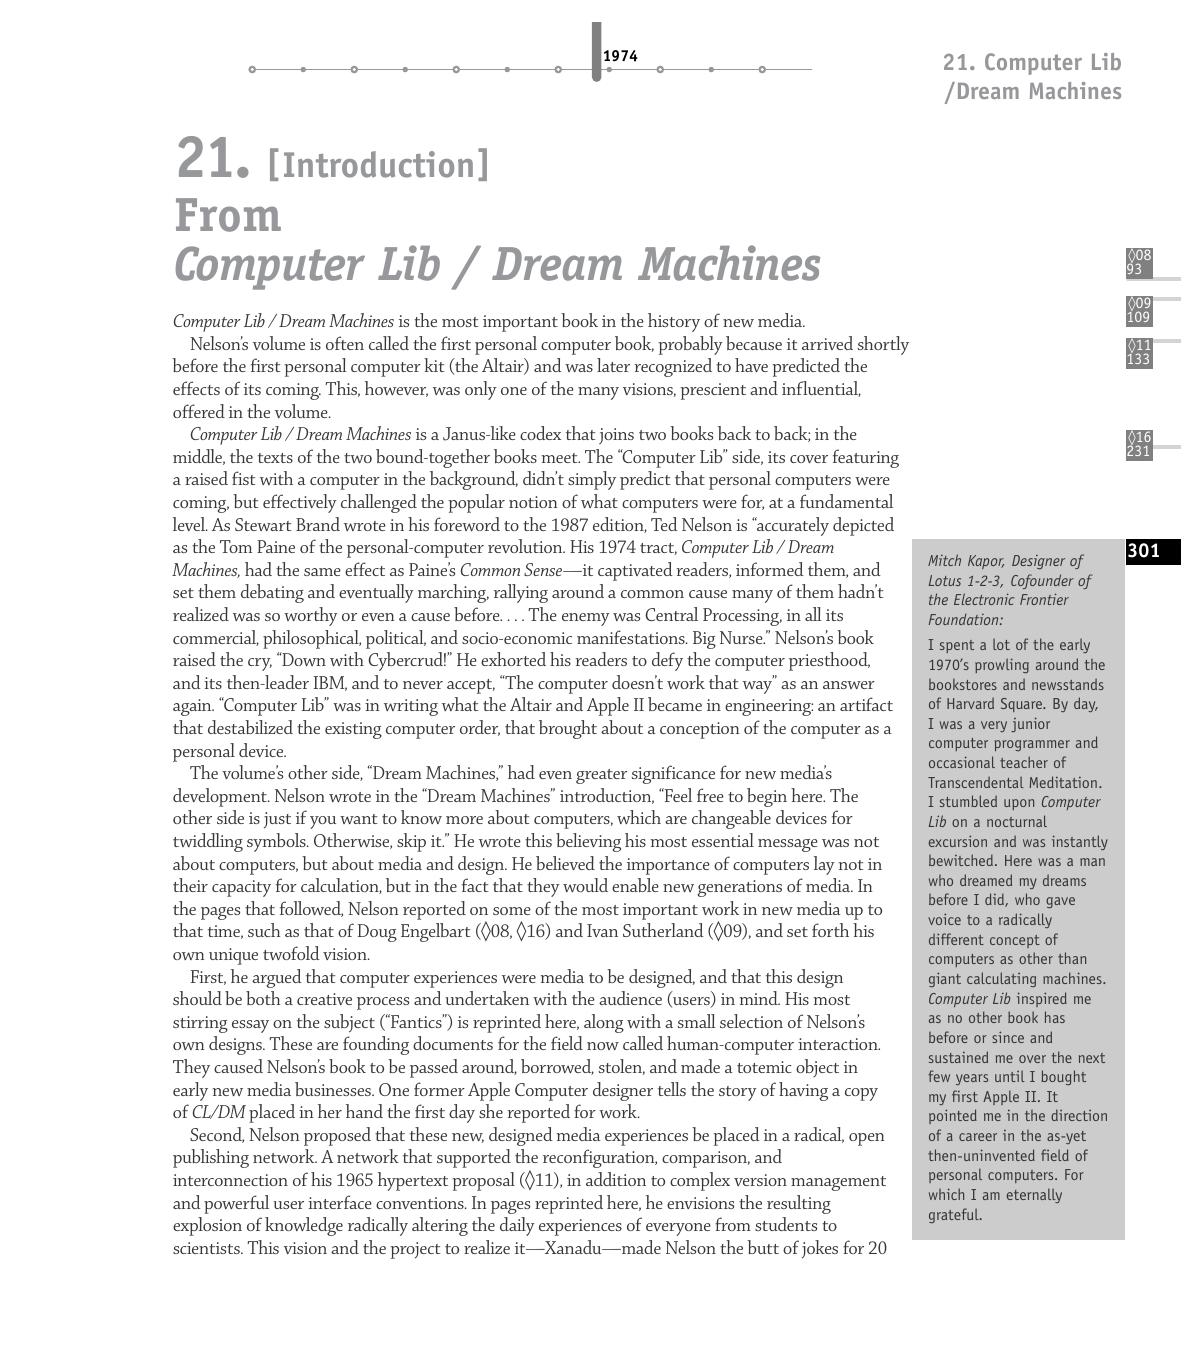 1974
21. Computer Lib
/Dream Machines
21. [Introduction]
From
Computer Lib / Dream Machines
Computer Lib / Dream Machines is the most important book in the history of new media.
Nelson’s volume is often called the first personal computer book, probably because it arrived shortly
before the first personal computer kit (the Altair) and was later recognized to have predicted the
effects of its coming. This, however, was only one of the many visions, prescient and influential,
offered in the volume.
Computer Lib / Dream Machines is a Janus-like codex that joins two books back to back; in the
middle, the texts of the two bound-together books meet. The “Computer Lib” side, its cover featuring
a raised fist with a computer in the background, didn’t simply predict that personal computers were
coming, but effectively challenged the popular notion of what computers were for, at a fundamental
level. As Stewart Brand wrote in his foreword to the 1987 edition, Ted Nelson is “accurately depicted
as the Tom Paine of the personal-computer revolution. His 1974 tract, Computer Lib / Dream
Machines, had the same effect as Paine’s Common Sense—it captivated readers, informed them, and
set them debating and eventually marching, rallying around a common cause many of them hadn’t
realized was so worthy or even a cause before. . . . The enemy was Central Processing, in all its
commercial, philosophical, political, and socio-economic manifestations. Big Nurse.” Nelson’s book
raised the cry, “Down with Cybercrud!” He exhorted his readers to defy the computer priesthood,
and its then-leader IBM, and to never accept, “The computer doesn’t work that way” as an answer
again. “Computer Lib” was in writing what the Altair and Apple II became in engineering: an artifact
that destabilized the existing computer order, that brought about a conception of the computer as a
personal device.
The volume’s other side, “Dream Machines,” had even greater significance for new media’s
development. Nelson wrote in the “Dream Machines” introduction, “Feel free to begin here. The
other side is just if you want to know more about computers, which are changeable devices for
twiddling symbols. Otherwise, skip it.” He wrote this believing his most essential message was not
about computers, but about media and design. He believed the importance of computers lay not in
their capacity for calculation, but in the fact that they would enable new generations of media. In
the pages that followed, Nelson reported on some of the most important work in new media up to
that time, such as that of Doug Engelbart (◊08, ◊16) and Ivan Sutherland (◊09), and set forth his
own unique twofold vision.
First, he argued that computer experiences were media to be designed, and that this design
should be both a creative process and undertaken with the audience (users) in mind. His most
stirring essay on the subject (“Fantics”) is reprinted here, along with a small selection of Nelson’s
own designs. These are founding documents for the field now called human-computer interaction.
They caused Nelson’s book to be passed around, borrowed, stolen, and made a totemic object in
early new media businesses. One former Apple Computer designer tells the story of having a copy
of CL/DM placed in her hand the first day she reported for work.
Second, Nelson proposed that these new, designed media experiences be placed in a radical, open
publishing network. A network that supported the reconfiguration, comparison, and
interconnection of his 1965 hypertext proposal (◊11), in addition to complex version management
and powerful user interface conventions. In pages reprinted here, he envisions the resulting
explosion of knowledge radically altering the daily experiences of everyone from students to
scientists. This vision and the project to realize it—Xanadu—made Nelson the butt of jokes for 20
◊08
93
◊09
109
◊11
133
◊16
231
301
Mitch Kapor, Designer of
Lotus 1-2-3, Cofounder of
the Electronic Frontier
Foundation:
I spent a lot of the early
1970’s prowling around the
bookstores and newsstands
of Harvard Square. By day,
I was a very junior
computer programmer and
occasional teacher of
Transcendental Meditation.
I stumbled upon Computer
Lib on a nocturnal
excursion and was instantly
bewitched. Here was a man
who dreamed my dreams
before I did, who gave
voice to a radically
different concept of
computers as other than
giant calculating machines.
Computer Lib inspired me
as no other book has
before or since and
sustained me over the next
few years until I bought
my first Apple II. It
pointed me in the direction
of a career in the as-yet
then-uninvented field of
personal computers. For
which I am eternally
grateful.